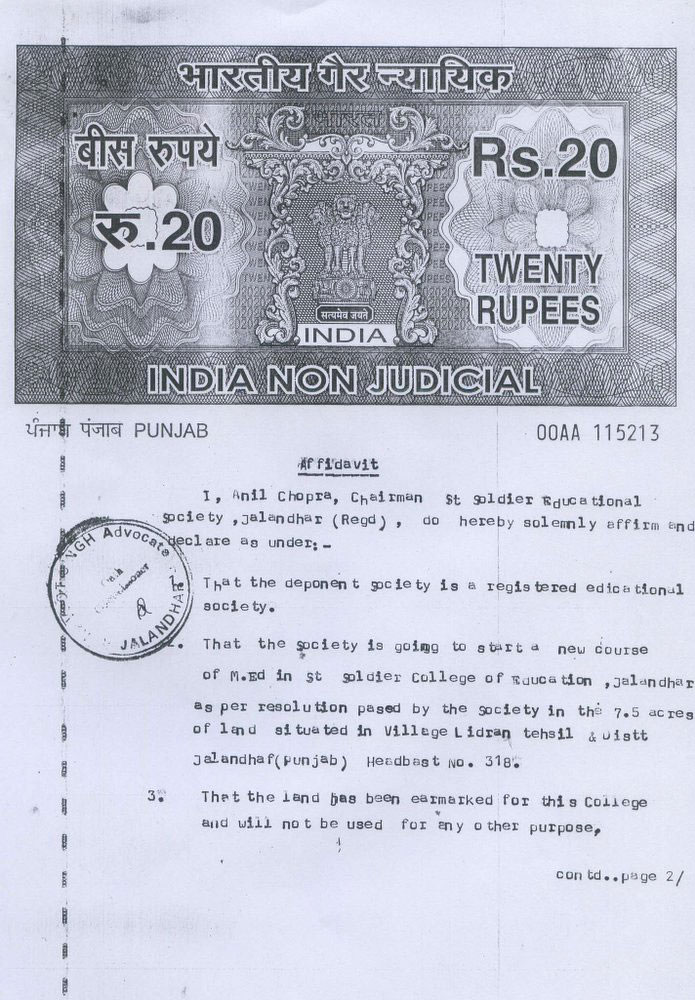 भारतीय गैर न्यायिक
भारत
बीस रुपये
रु.20
Rs.20
TWENTY
RUPEES
सत्यमेव जयते
INDIA
INDIA NON JUDICIAL
ਪੰਜਾਬ पंजाब PUNJAB
00AA 115213
Affidavit
I, Anil Chopra, Chairman St Soldier Educational
Society ,Jalandhar (Regd) , do hereby solemnly affirm and
declare as under:-
1. That the deponent society is a registered edicational
society.
2. That the Society is going to start a new course
of M.Ed in St Soldier College of Education ,Jalandhar
as per resolution pased by the Society in the 7.5 acres
of land situated in Village Lidran tehsil & Distt
Jalandhaf(Punjab) Headbast No. 318.
3. That the land has been earmarked for this College
and will not be used for any other purpose,
contd..page 2/
SINGH Advocate
JALANDHAR